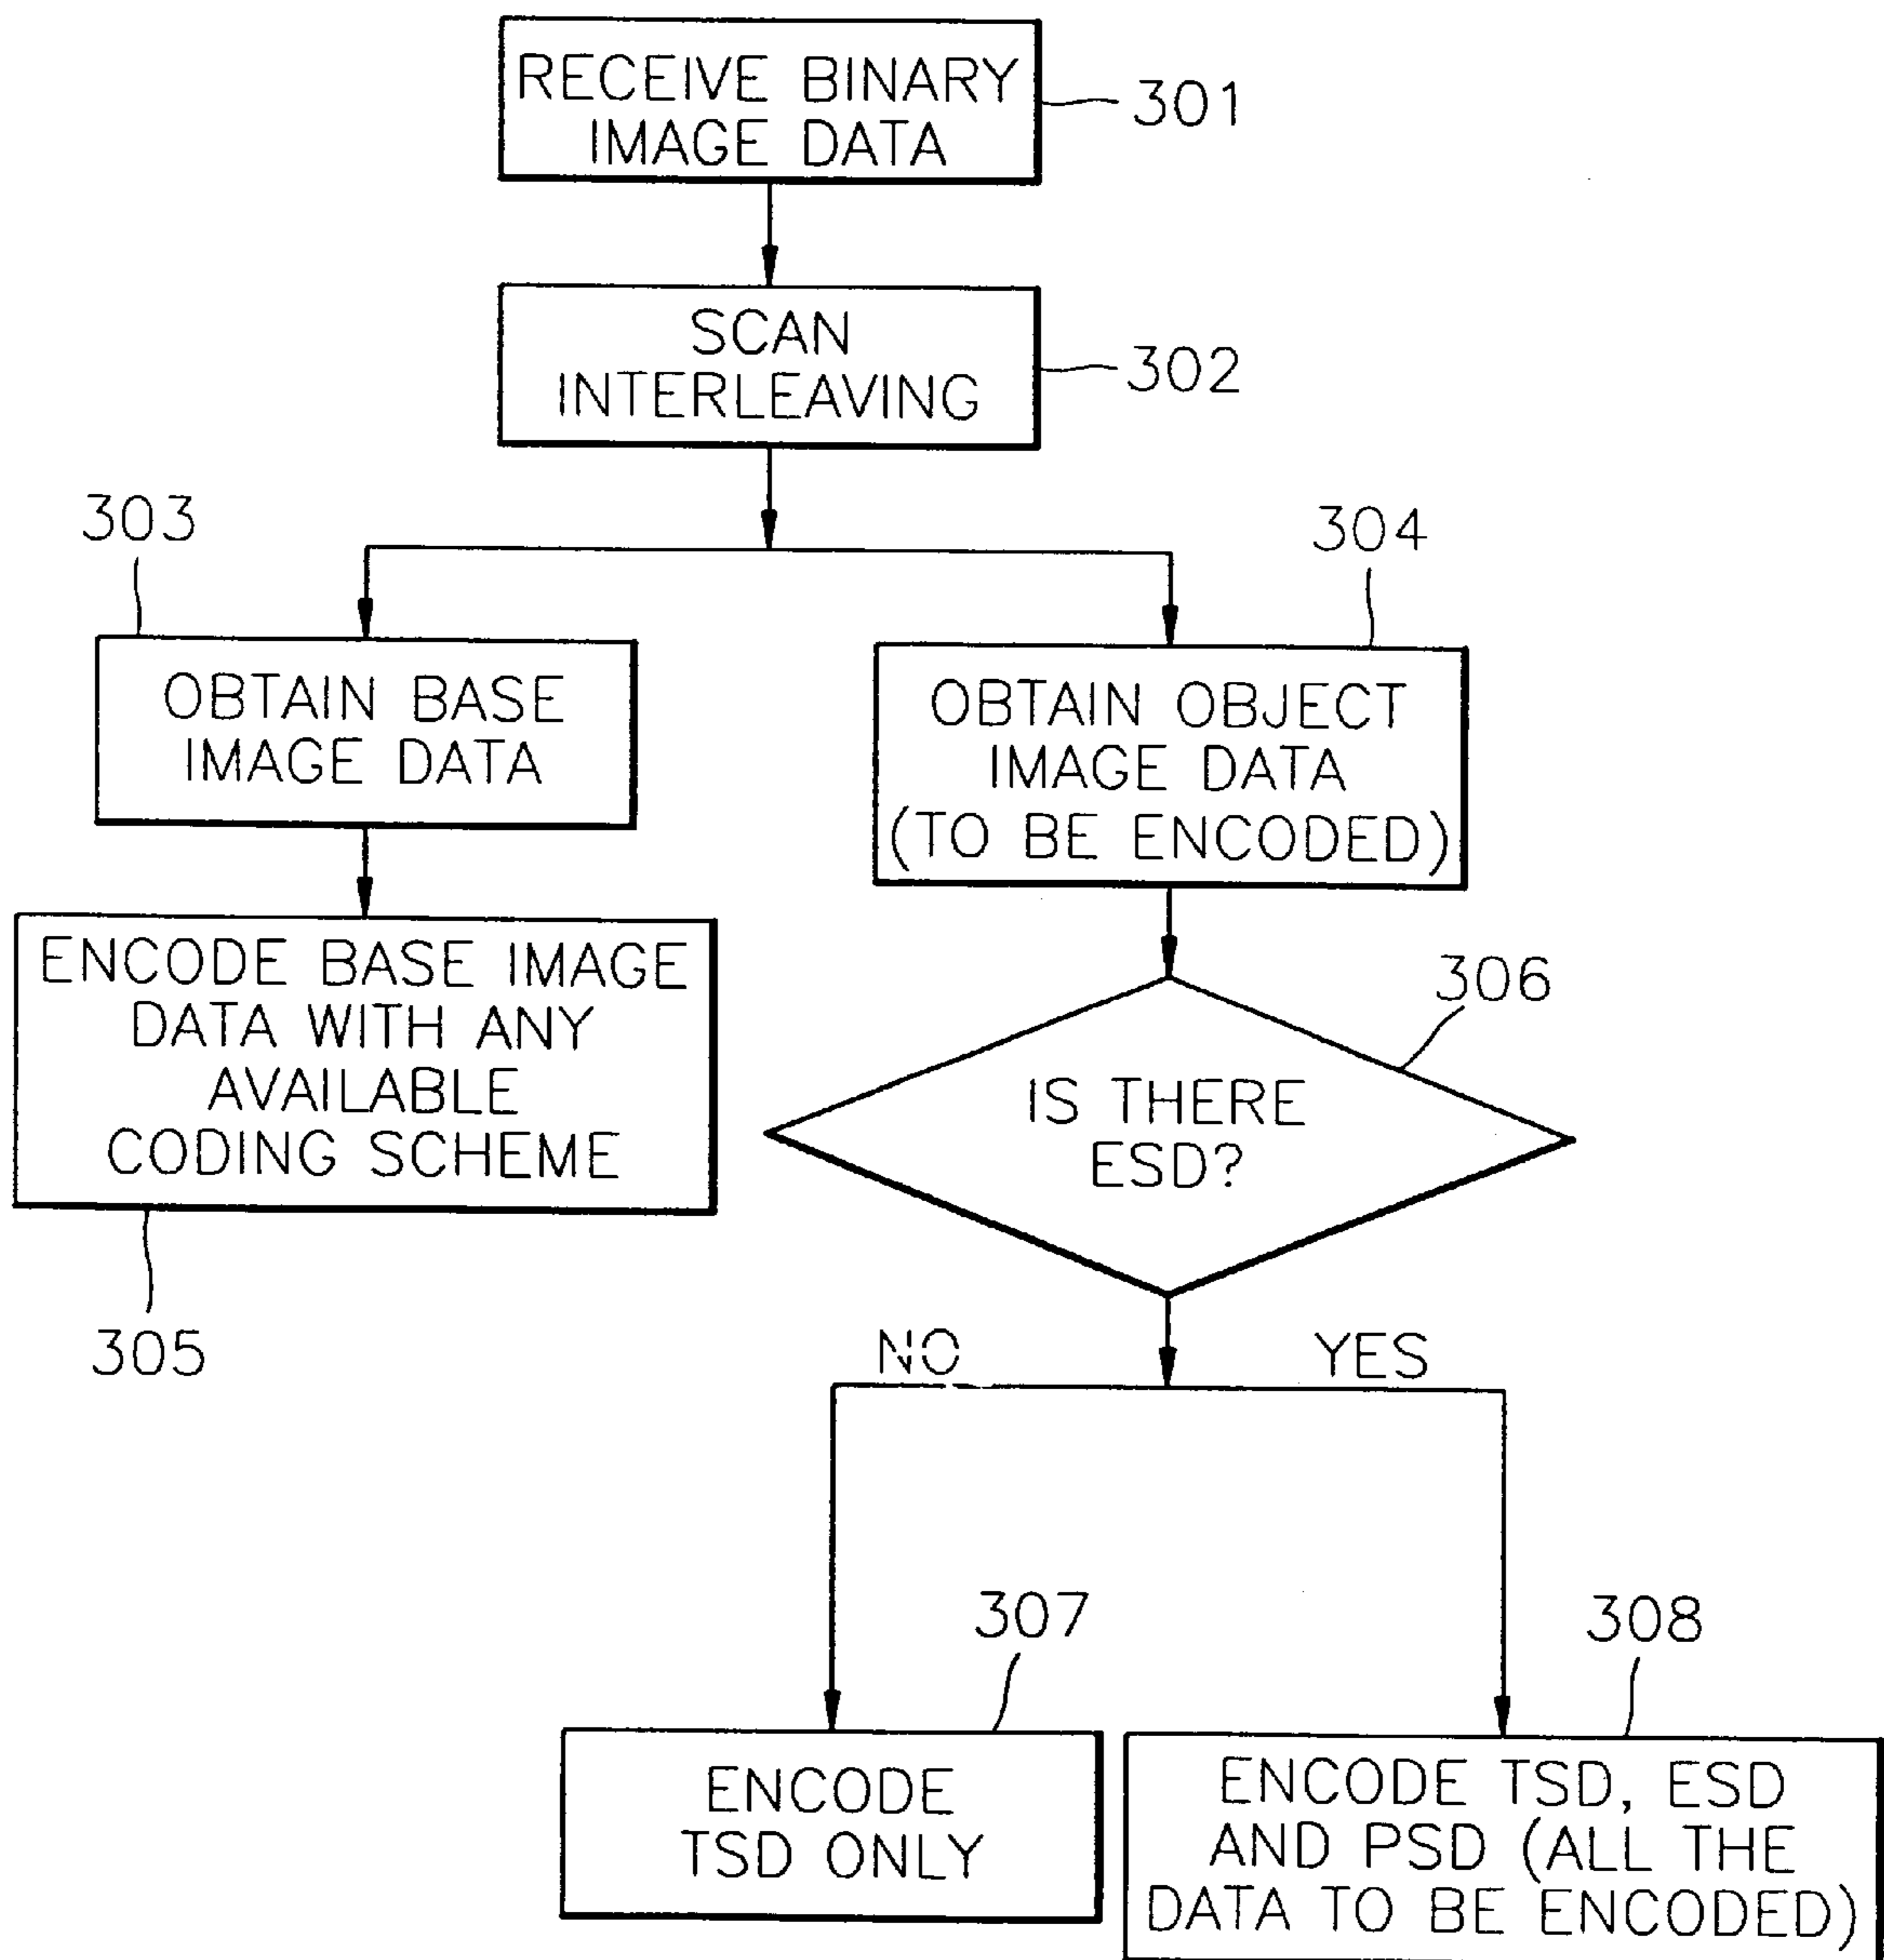 RECEIVE BINARY
IMAGE DATA
301
SCAN
INTERLEAVING
302
303
304
OBTAIN BASE
IMAGE DATA
OBTAIN OBJECT
IMAGE DATA
(TO BE ENCODED)
ENCODE BASE IMAGE
DATA WITH ANY
AVAILABLE
CODING SCHEME
305
306
IS THERE
ESD?
NO
YES
307
308
ENCODE
TSD ONLY
ENCODE TSD, ESD
AND PSD (ALL THE
DATA TO BE ENCODED)